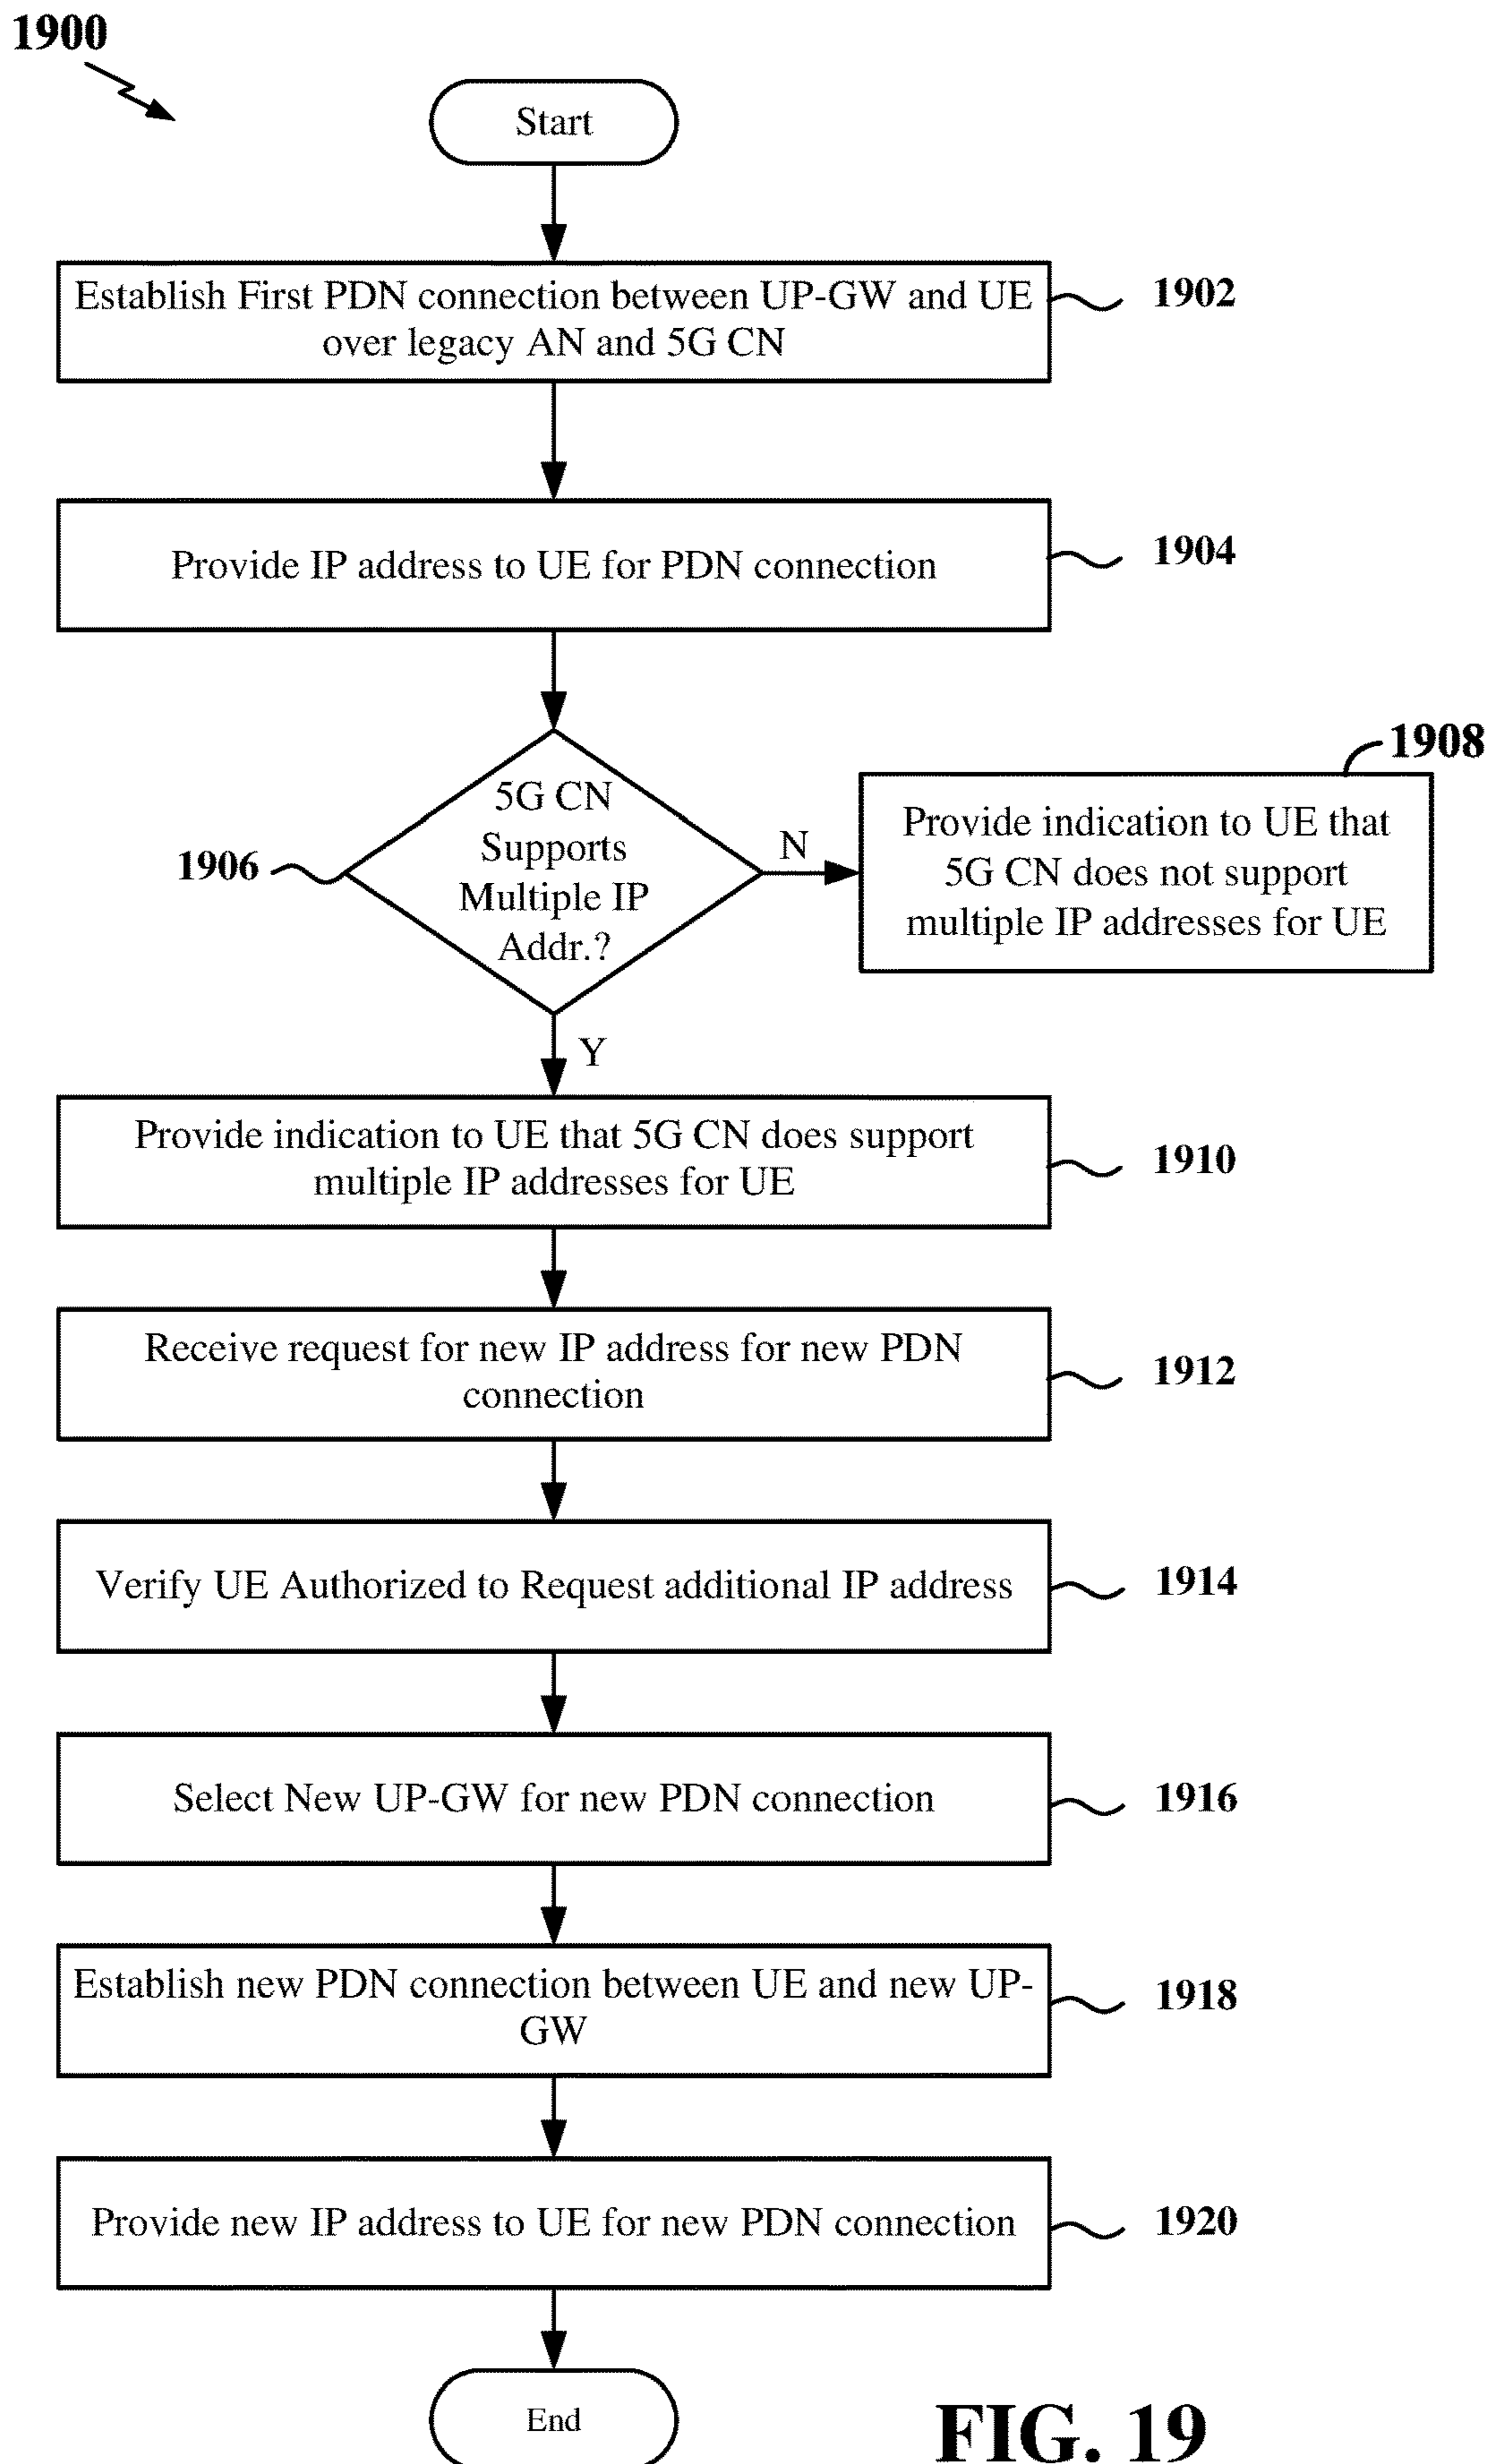 1900
Start
Establish First PDN connection between UP-GW and UE
over legacy AN and 5G CN
1902
Provide IP address to UE for PDN connection
1904
5G CN
Supports
Multiple IP
Addr.?
1906
N
1908
Provide indication to UE that
5G CN does not support
multiple IP addresses for UE
Y
Provide indication to UE that 5G CN does support
multiple IP addresses for UE
1910
Receive request for new IP address for new PDN
connection
1912
Verify UE Authorized to Request additional IP address
1914
Select New UP-GW for new PDN connection
1916
Establish new PDN connection between UE and new UP-
GW
1918
Provide new IP address to UE for new PDN connection
1920
End
FIG. 19